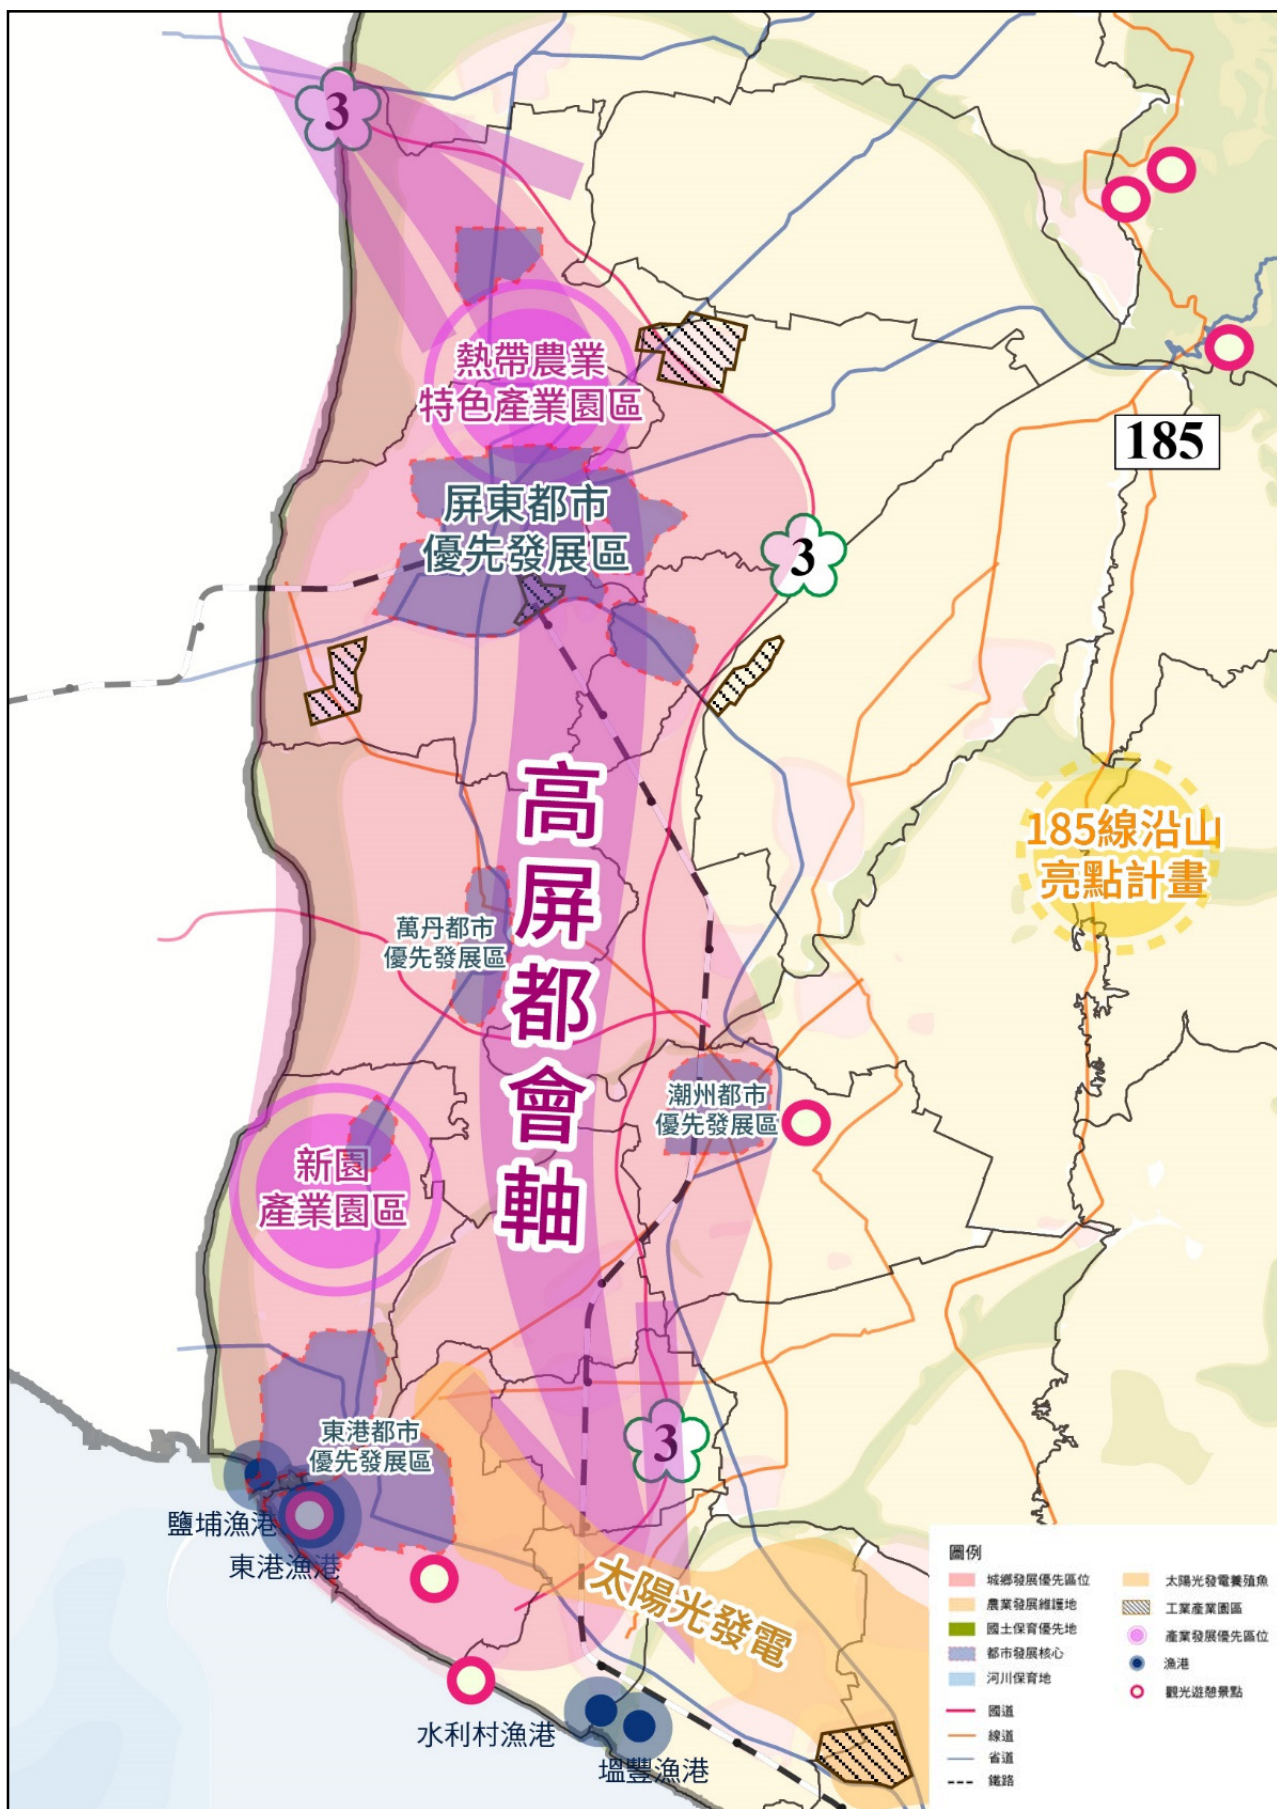 3
熱帶農業
特色產業園區
185
屏東都市
優先發展區
3
高屏都會軸
185線沿山
亮點計畫
萬丹都市
優先發展區
潮州都市
優先發展區
新園
產業園區
東港都市
優先發展區
3
鹽埔漁港
東港漁港
太陽光發電
水利村漁港
塭豐漁港
圖例
城鄉發展優先區位
農業發展維護地
國土保育優先地
都市發展核心
河川保育地
國道
線道
省道
鐵路
太陽光發電養殖魚
工業產業園區
產業發展優先區位
漁港
觀光遊憩景點